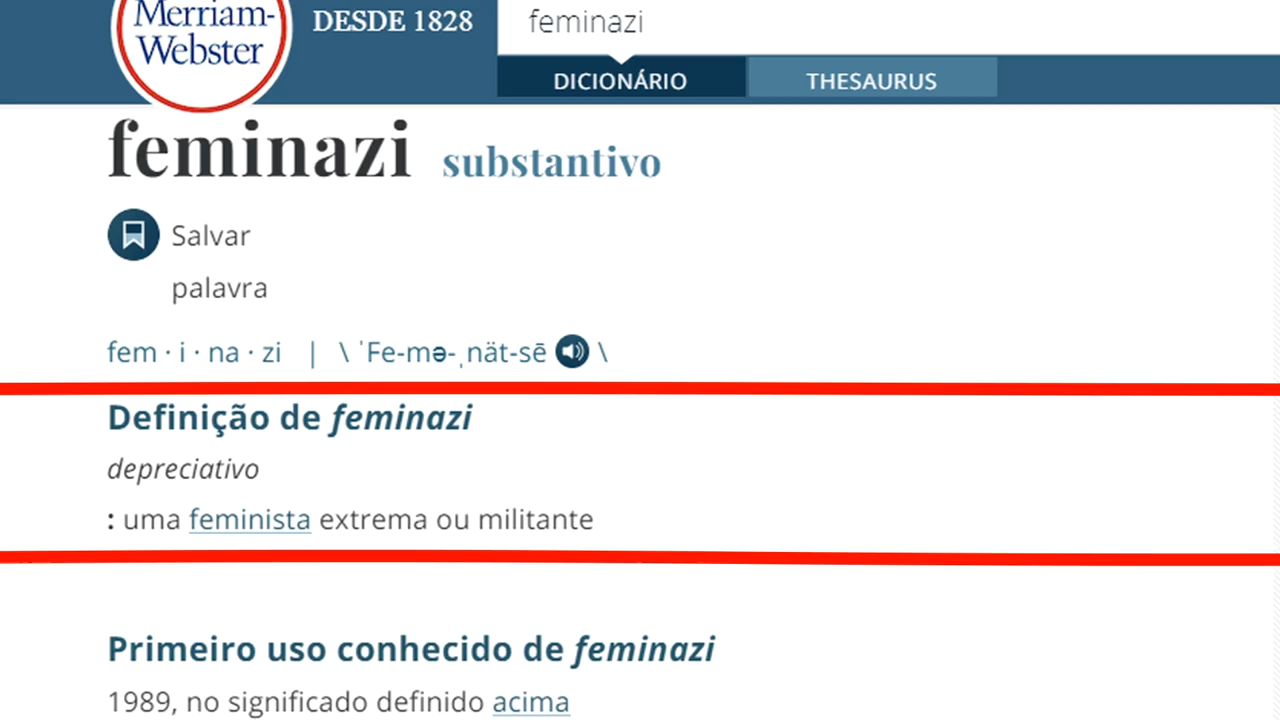 Merriam-
Webster
DESDE 1828
feminazi
DICIONÁRIO
THESAURUS
feminazi substantivo
Salvar
palavra
fem · i · na · zi | \ ˈFe-mə-ˌnät-sē \
Definição de feminazi
depreciativo
: uma feminista extrema ou militante
Primeiro uso conhecido de feminazi
1989, no significado definido acima